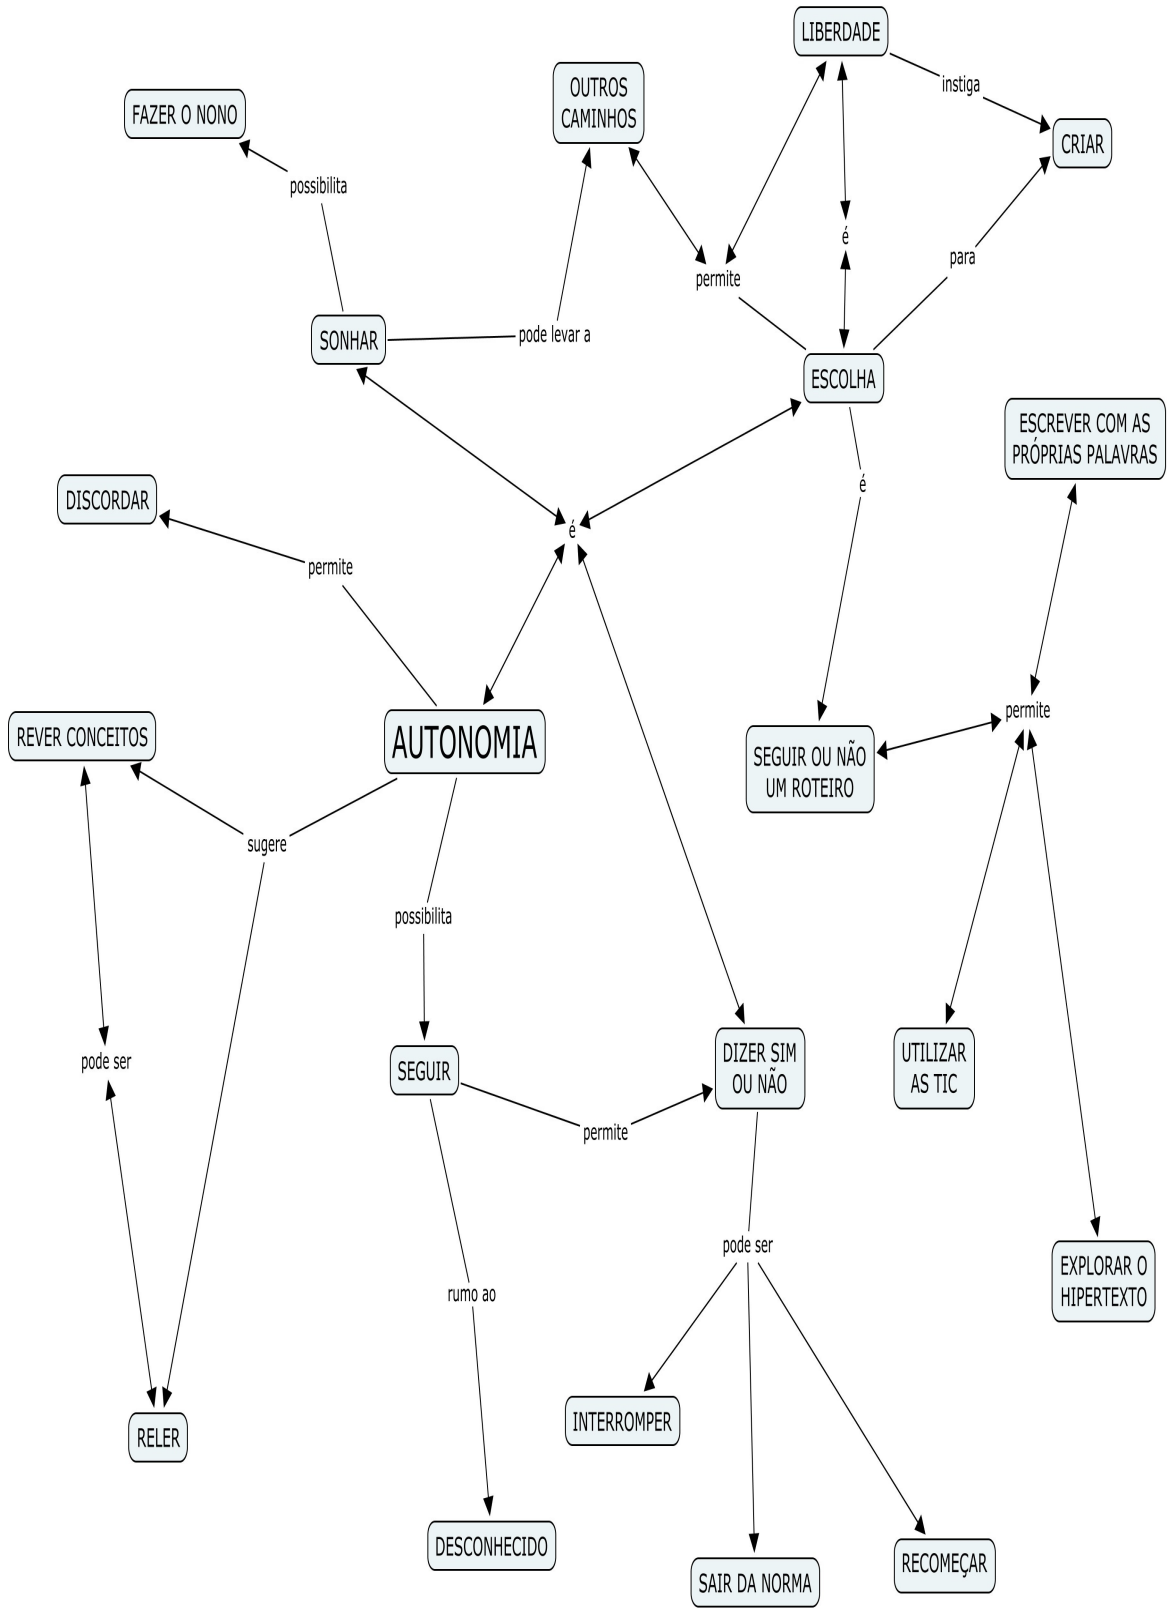 LIBERDADE
instiga
OUTROS
CAMINHOS
FAZER O NONO
CRIAR
possibilita
é
para
permite
SONHAR
pode levar a
ESCOLHA
ESCREVER COM AS
PRÓPRIAS PALAVRAS
é
DISCORDAR
é
permite
permite
REVER CONCEITOS
AUTONOMIA
SEGUIR OU NÃO
UM ROTEIRO
sugere
possibilita
pode ser
SEGUIR
DIZER SIM
OU NÃO
UTILIZAR
AS TIC
permite
pode ser
EXPLORAR O
HIPERTEXTO
rumo ao
INTERROMPER
RELER
DESCONHECIDO
SAIR DA NORMA
RECOMEÇAR